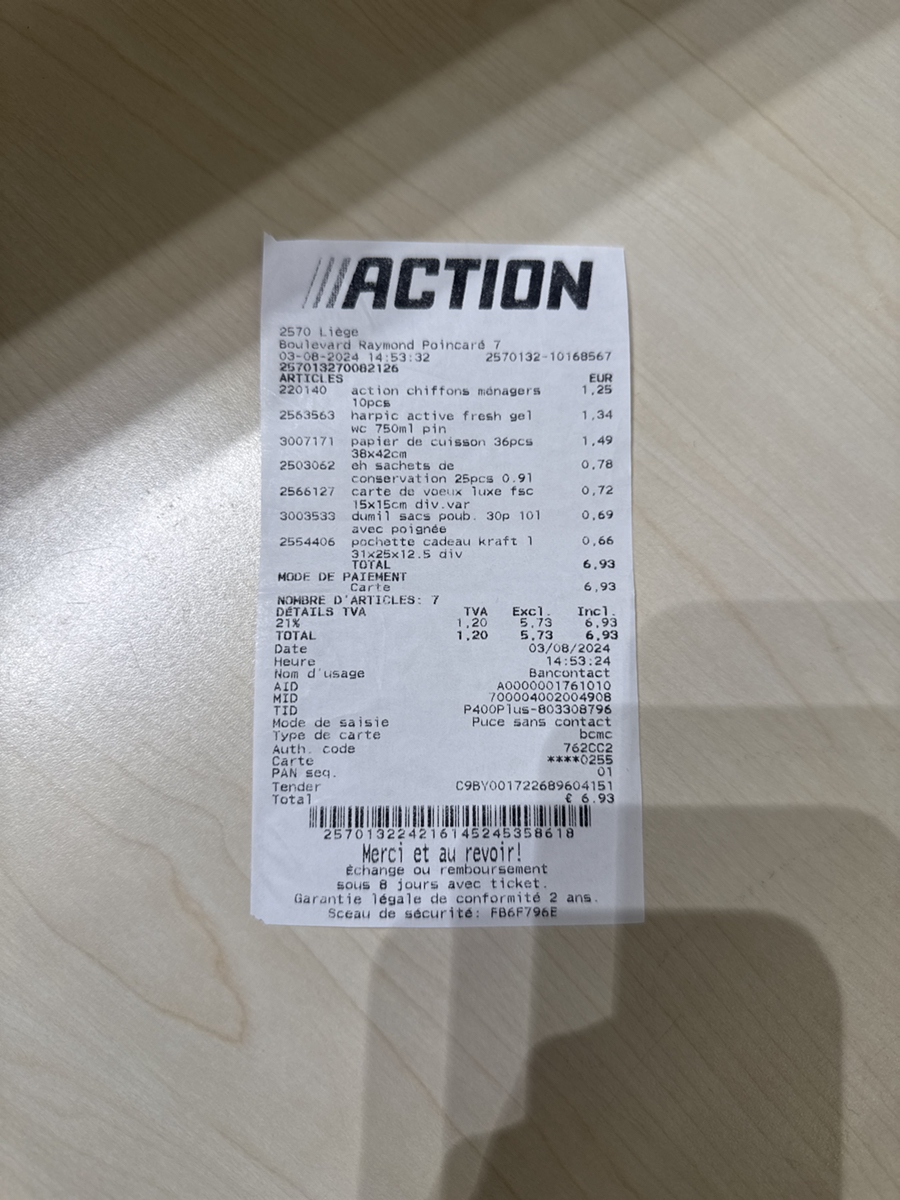 ACTION
2570 Liège
Boulevard Raymond Poincaré 7
03-08-2024 14:53:32 2570132-10168567
257013270082126
ARTICLES EUR
220140 action chiffons ménagers 1,25
10pcs
2563563 harpic active fresh gel 1,34
wc 750ml pin
3007171 papier de cuisson 36pcs 1,49
38x42cm
2503062 eh sachets de 0,78
conservation 25pcs 0.9l
2566127 carte de voeux luxe fsc 0,72
15x15cm div.var
3003533 dumil sacs poub. 30p 10l 0,69
avec poignée
2554406 pochette cadeau kraft l 0,66
31x25x12.5 div
TOTAL 6,93
MODE DE PAIEMENT
Carte 6,93
NOMBRE D'ARTICLES: 7
DÉTAILS TVA TVA Excl. Incl.
21% 1,20 5,73 6,93
TOTAL 1,20 5,73 6,93
Date 03/08/2024
Heure 14:53:24
Nom d'usage Bancontact
AID A0000001761010
MID 700004002004908
TID P400Plus-803308796
Mode de saisie Puce sans contact
Type de carte bcmc
Auth. code 762CC2
Carte ****0255
PAN seq. 01
Tender C9BY001722689604151
Total € 6.93
257013224216145245358618
Merci et au revoir!
Échange ou remboursement
sous 8 jours avec ticket.
Garantie légale de conformité 2 ans.
Sceau de sécurité: FB6F796E